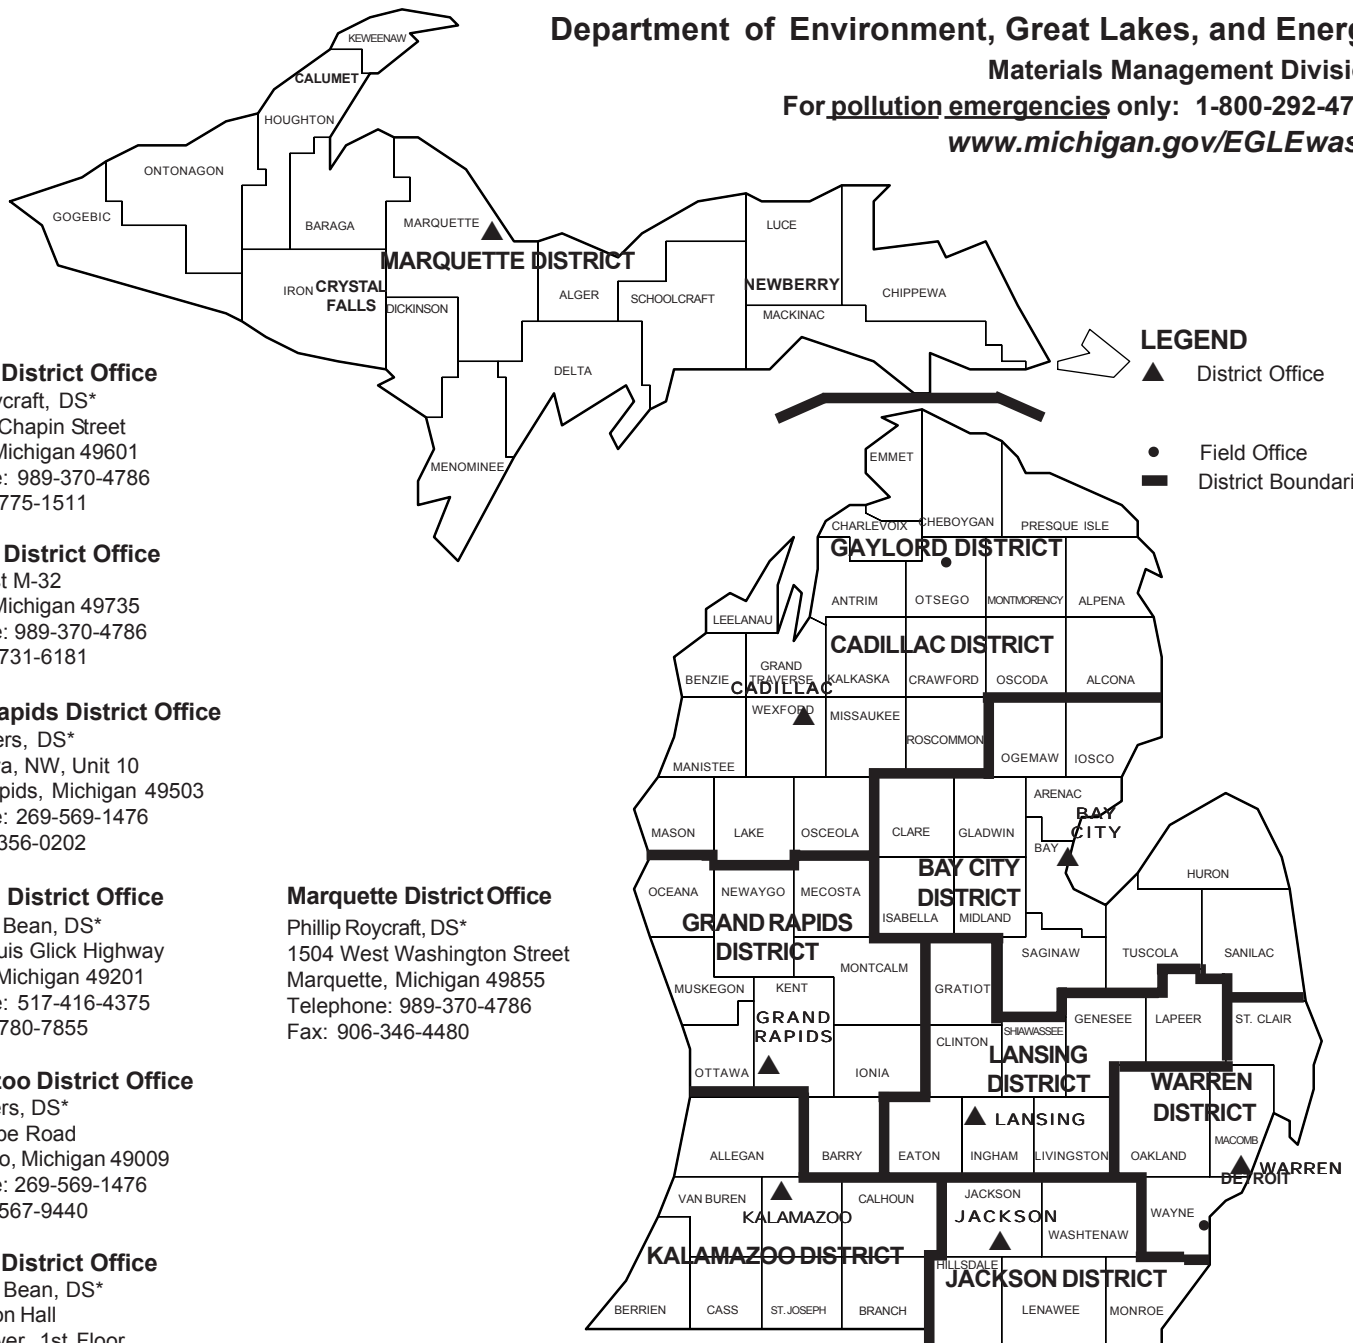 Department of Environment, Great Lakes, and Energ
Materials Management Divisi
For pollution emergencies only: 1-800-292-47
www.michigan.gov/EGLEwas
KEWEENAW
CALUMET
HOUGHTON
ONTONAGON
GOGEBIC
BARAGA
MARQUETTE
MARQUETTE DISTRICT
LUCE
IRON
CRYSTAL
FALLS
DICKINSON
ALGER
SCHOOLCRAFT
NEWBERRY
CHIPPEWA
MACKINAC
DELTA
MENOMINEE
LEGEND
District Office
Field Office
District Boundari
District Office
ycraft, DS*
Chapin Street
Michigan 49601
e: 989-370-4786
775-1511
District Office
st M-32
Michigan 49735
e: 989-370-4786
731-6181
apids District Office
ers, DS*
va, NW, Unit 10
pids, Michigan 49503
e: 269-569-1476
356-0202
District Office
Bean, DS*
uis Glick Highway
Michigan 49201
e: 517-416-4375
780-7855
zoo District Office
ers, DS*
be Road
o, Michigan 49009
e: 269-569-1476
567-9440
District Office
Bean, DS*
on Hall
wer, 1st Floor
Marquette District Office
Phillip Roycraft, DS*
1504 West Washington Street
Marquette, Michigan 49855
Telephone: 989-370-4786
Fax: 906-346-4480
EMMET
CHARLEVOIX
CHEBOYGAN
PRESQUE ISLE
GAYLORD DISTRICT
ANTRIM
OTSEGO
MONTMORENCY
ALPENA
LEELANAU
CADILLAC DISTRICT
BENZIE
GRAND
TRAVERSE
KALKASKA
CRAWFORD
OSCODA
ALCONA
CADILLAC
WEXFORD
MISSAUKEE
ROSCOMMON
OGEMAW
IOSCO
MANISTEE
ARENAC
BAY
CITY
MASON
LAKE
OSCEOLA
CLARE
GLADWIN
BAY
BAY CITY
DISTRICT
HURON
OCEANA
NEWAYGO
MECOSTA
ISABELLA
MIDLAND
GRAND RAPIDS
DISTRICT
SAGINAW
TUSCOLA
SANILAC
MONTCALM
MUSKEGON
KENT
GRATIOT
GRAND
RAPIDS
CLINTON
SHIAWASSEE
GENESEE
LAPEER
ST. CLAIR
LANSING
DISTRICT
OTTAWA
IONIA
WARREN
DISTRICT
LANSING
ALLEGAN
BARRY
EATON
INGHAM
LIVINGSTON
OAKLAND
MACOMB
WARREN
DETROIT
VAN BUREN
KALAMAZOO
CALHOUN
JACKSON
JACKSON
WASHTENAW
WAYNE
KALAMAZOO DISTRICT
HILLSDALE
JACKSON DISTRICT
BERRIEN
CASS
ST. JOSEPH
BRANCH
LENAWEE
MONROE